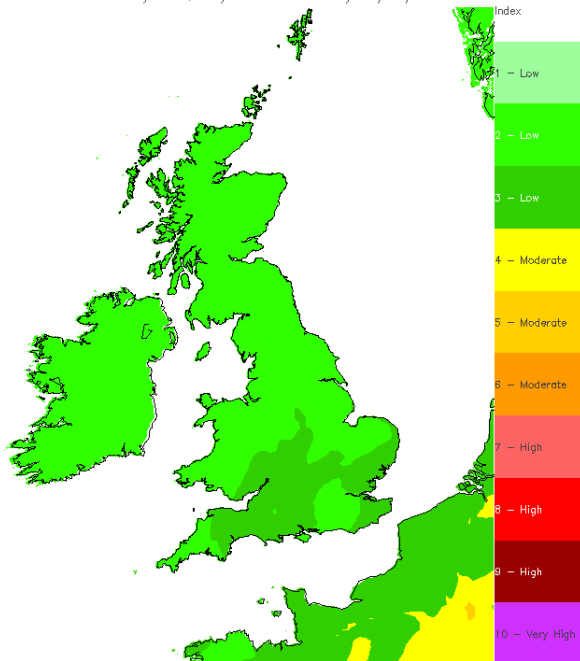 Index
1 – Low
2 – Low
3 – Low
4 – Moderate
5 – Moderate
6 – Moderate
7 – High
8 – High
9 – High
10 – Very High